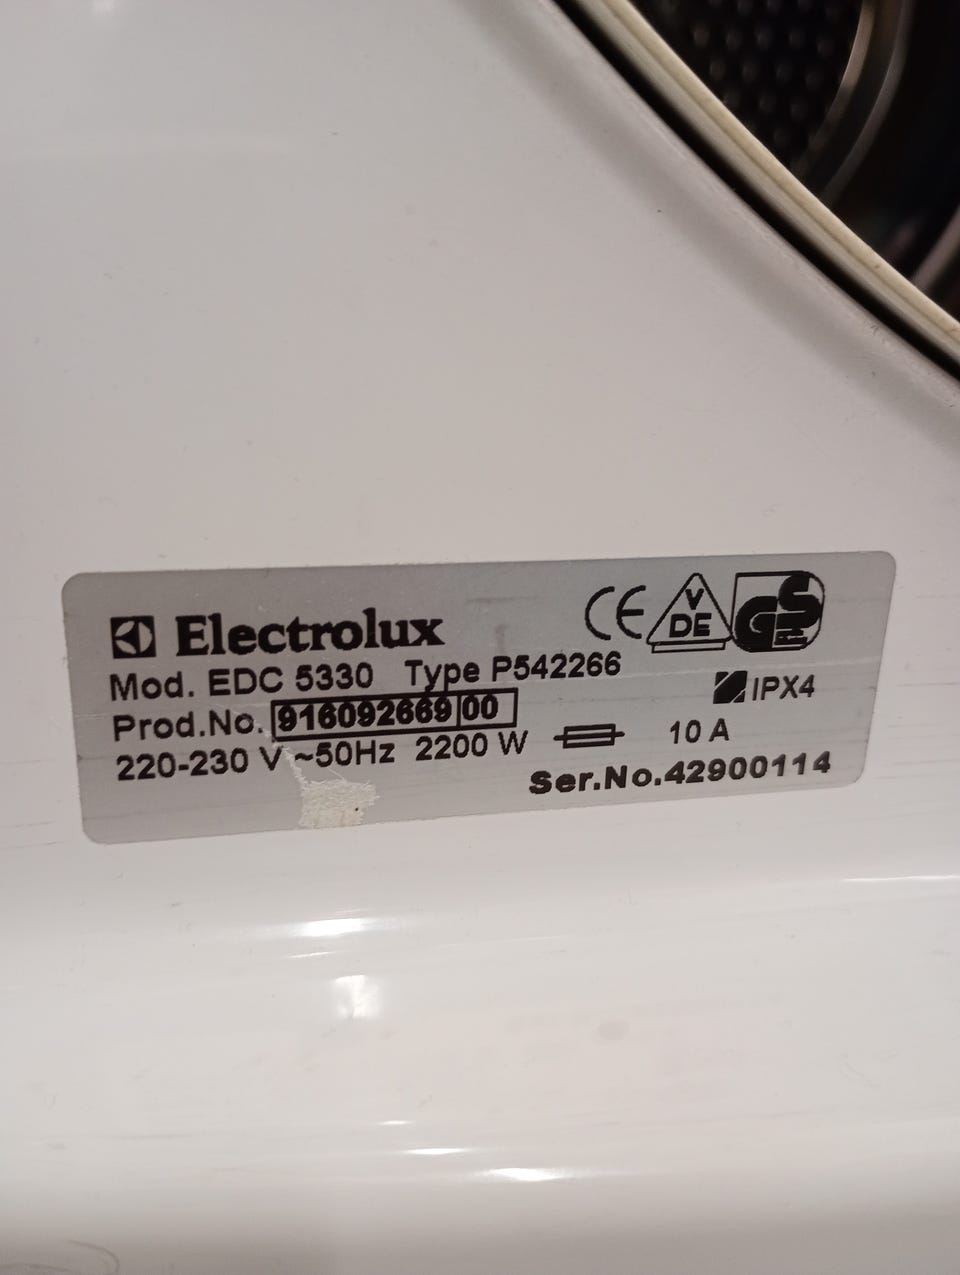 Electrolux
CE
V
DE
GS
Mod. EDC 5330 Type P542266
IPX4
Prod.No. 916092669 00
220-230 V ~50Hz 2200 W 10 A
Ser.No.42900114